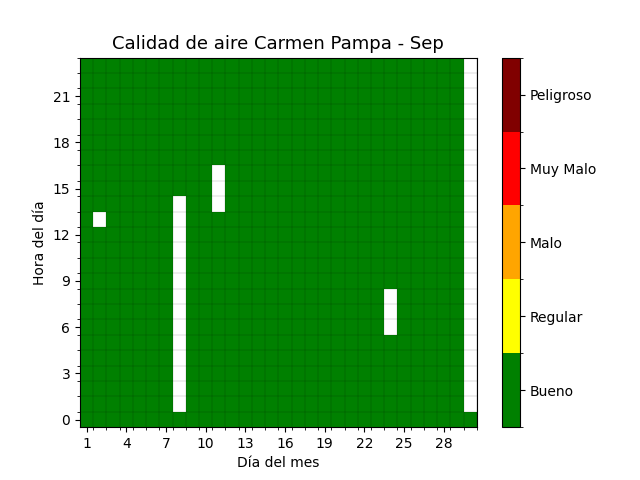 Calidad de aire Carmen Pampa - Sep
Hora del día
21
18
15
12
9
6
3
0
1 4 7 10 13 16 19 22 25 28
Día del mes
Peligroso
Muy Malo
Malo
Regular
Bueno